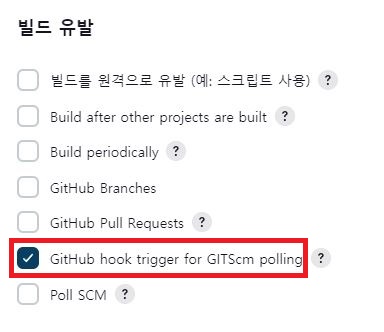 빌드 유발
빌드를 원격으로 유발 (예: 스크립트 사용) ?
Build after other projects are built ?
Build periodically ?
GitHub Branches
GitHub Pull Requests ?
GitHub hook trigger for GITScm polling ?
Poll SCM ?